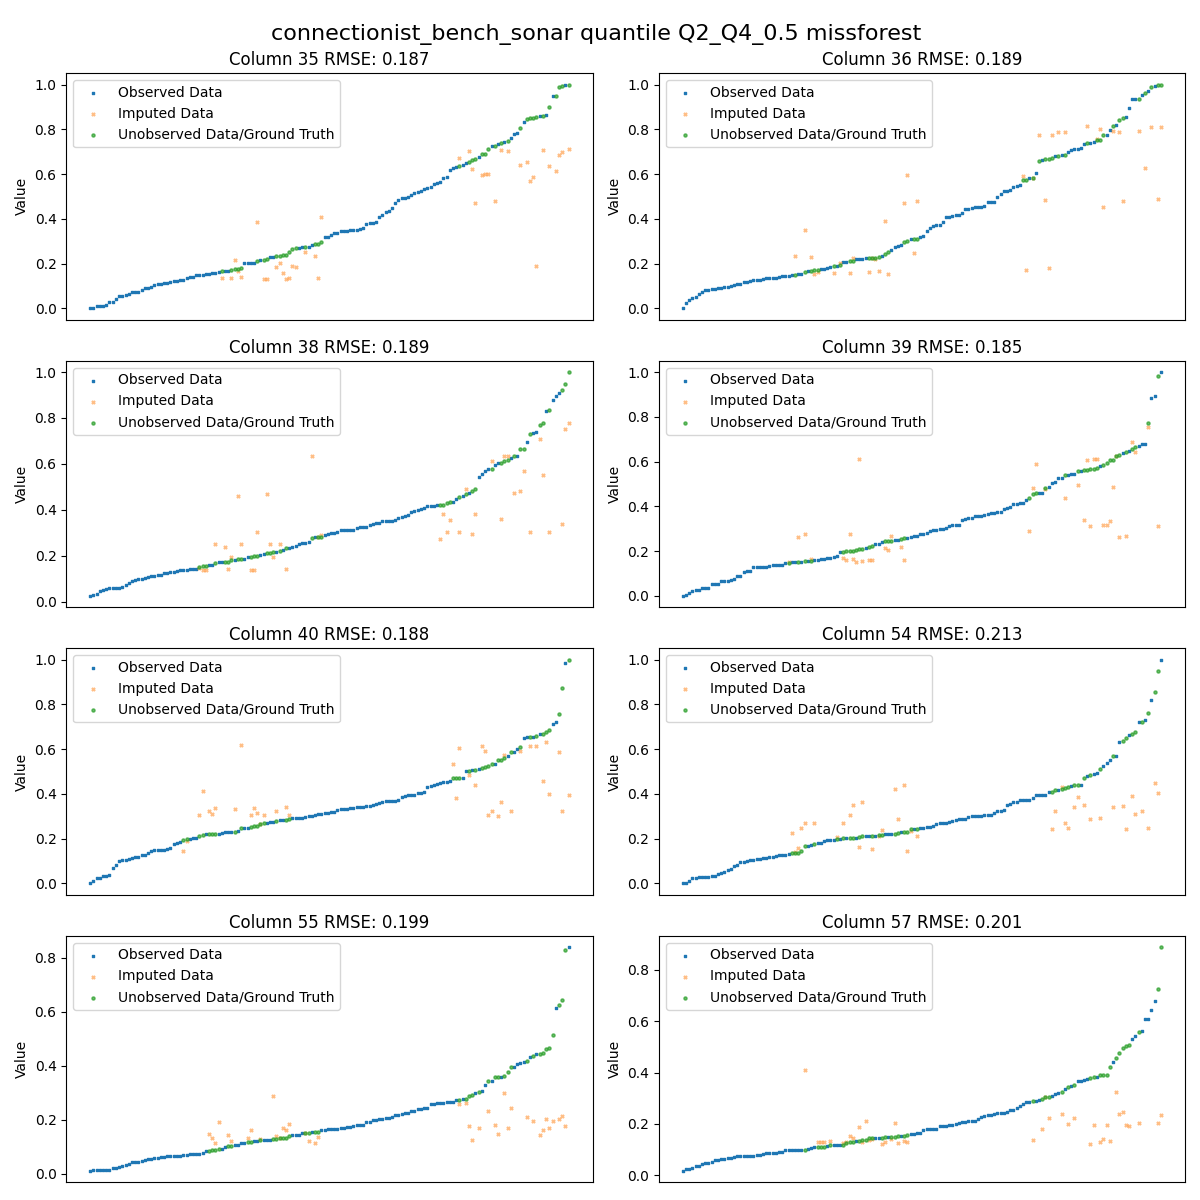 connectionist_bench_sonar quantile Q2_Q4_0.5 missforest
Column 35 RMSE: 0.187
Observed Data
Imputed Data
Unobserved Data/Ground Truth
Value
1.0
0.8
0.6
0.4
0.2
0.0
Column 36 RMSE: 0.189
Observed Data
Imputed Data
Unobserved Data/Ground Truth
Value
1.0
0.8
0.6
0.4
0.2
0.0
Column 38 RMSE: 0.189
Observed Data
Imputed Data
Unobserved Data/Ground Truth
Value
1.0
0.8
0.6
0.4
0.2
0.0
Column 39 RMSE: 0.185
Observed Data
Imputed Data
Unobserved Data/Ground Truth
Value
1.0
0.8
0.6
0.4
0.2
0.0
Column 40 RMSE: 0.188
Observed Data
Imputed Data
Unobserved Data/Ground Truth
Value
1.0
0.8
0.6
0.4
0.2
0.0
Column 54 RMSE: 0.213
Observed Data
Imputed Data
Unobserved Data/Ground Truth
Value
1.0
0.8
0.6
0.4
0.2
0.0
Column 55 RMSE: 0.199
Observed Data
Imputed Data
Unobserved Data/Ground Truth
Value
0.8
0.6
0.4
0.2
0.0
Column 57 RMSE: 0.201
Observed Data
Imputed Data
Unobserved Data/Ground Truth
Value
0.8
0.6
0.4
0.2
0.0